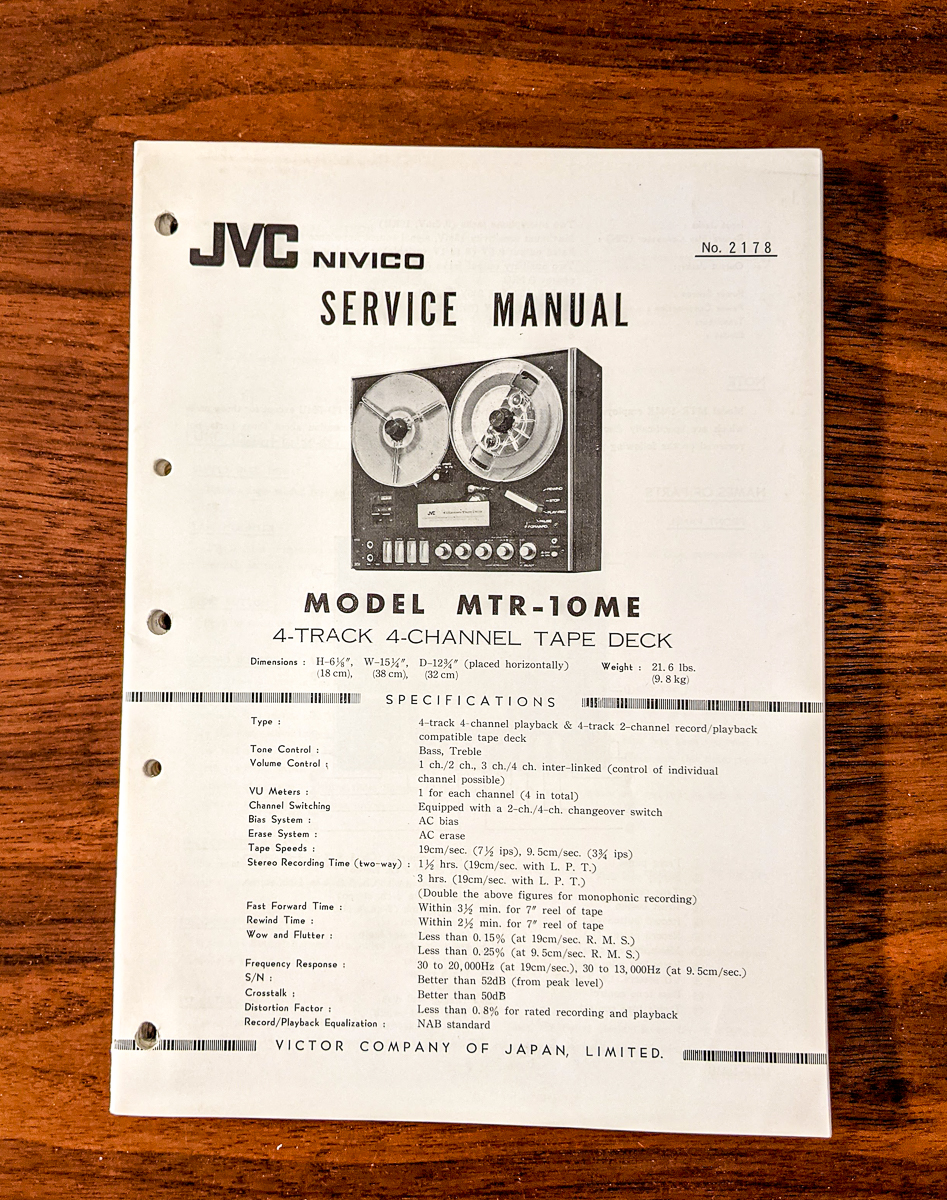 JVC NIVICO
No. 2178
SERVICE MANUAL
REWIND
STOP
PLAY/REC
PAUSE
F. FORWARD
JVC
MODEL MTR-10ME
4-TRACK 4-CHANNEL TAPE DECK
Dimensions : H-6⅛", W-15¼", D-12¾" (placed horizontally) Weight : 21.6 lbs.
(18 cm), (38 cm), (32 cm) (9.8 kg)
SPECIFICATIONS
Type : 4-track 4-channel playback & 4-track 2-channel record/playback
compatible tape deck
Tone Control : Bass, Treble
Volume Control ; 1 ch./2 ch., 3 ch./4 ch. inter-linked (control of individual
channel possible)
VU Meters : 1 for each channel (4 in total)
Channel Switching Equipped with a 2-ch./4-ch. changeover switch
Bias System : AC bias
Erase System : AC erase
Tape Speeds : 19cm/sec. (7½ ips), 9.5cm/sec. (3¾ ips)
Stereo Recording Time (two-way) : 1½ hrs. (19cm/sec. with L. P. T.)
3 hrs. (19cm/sec. with L. P. T.)
(Double the above figures for monophonic recording)
Fast Forward Time : Within 3½ min. for 7" reel of tape
Rewind Time : Within 2½ min. for 7" reel of tape
Wow and Flutter : Less than 0.15% (at 19cm/sec. R. M. S.)
Less than 0.25% (at 9.5cm/sec. R. M. S.)
Frequency Response : 30 to 20,000Hz (at 19cm/sec.), 30 to 13,000Hz (at 9.5cm/sec.)
S/N : Better than 52dB (from peak level)
Crosstalk : Better than 50dB
Distortion Factor : Less than 0.8% for rated recording and playback
Record/Playback Equalization : NAB standard
VICTOR COMPANY OF JAPAN, LIMITED.